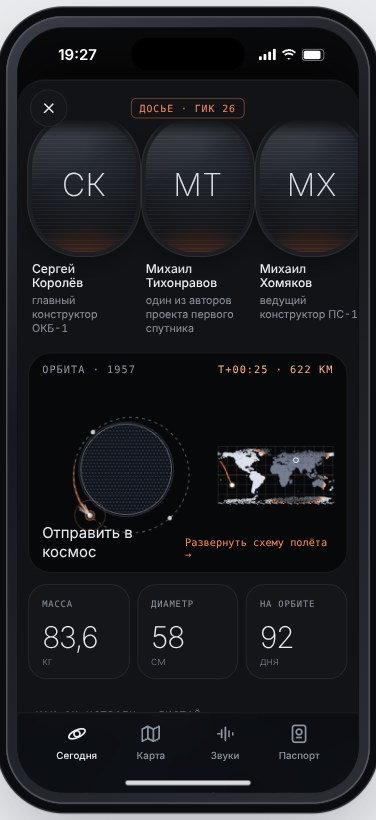 19:27
ДОСЬЕ · ГИК 26
СК
МТ
МХ
Сергей
Королёв
главный
конструктор
ОКБ-1
Михаил
Тихонравов
один из авторов
проекта первого
спутника
Михаил
Хомяков
ведущий
конструктор ПС-1
ОРБИТА · 1957
T+00:25 · 622 КМ
Отправить в
космос
Развернуть схему полёта
→
МАССА
83,6
КГ
ДИАМЕТР
58
СМ
НА ОРБИТЕ
92
ДНЯ
Сегодня
Карта
Звуки
Паспорт